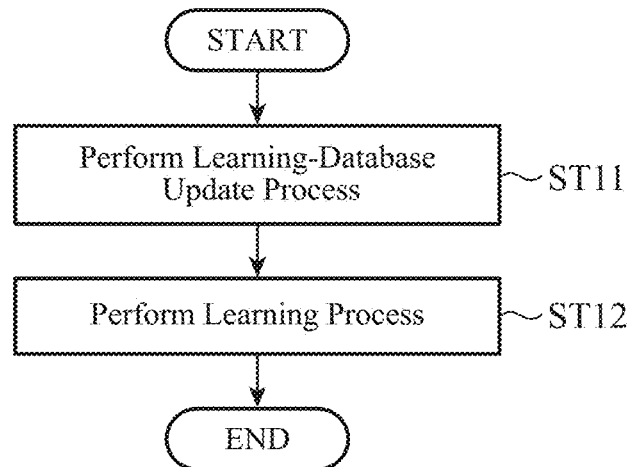 START
Perform Learning-Database
Update Process
ST11
Perform Learning Process
ST12
END